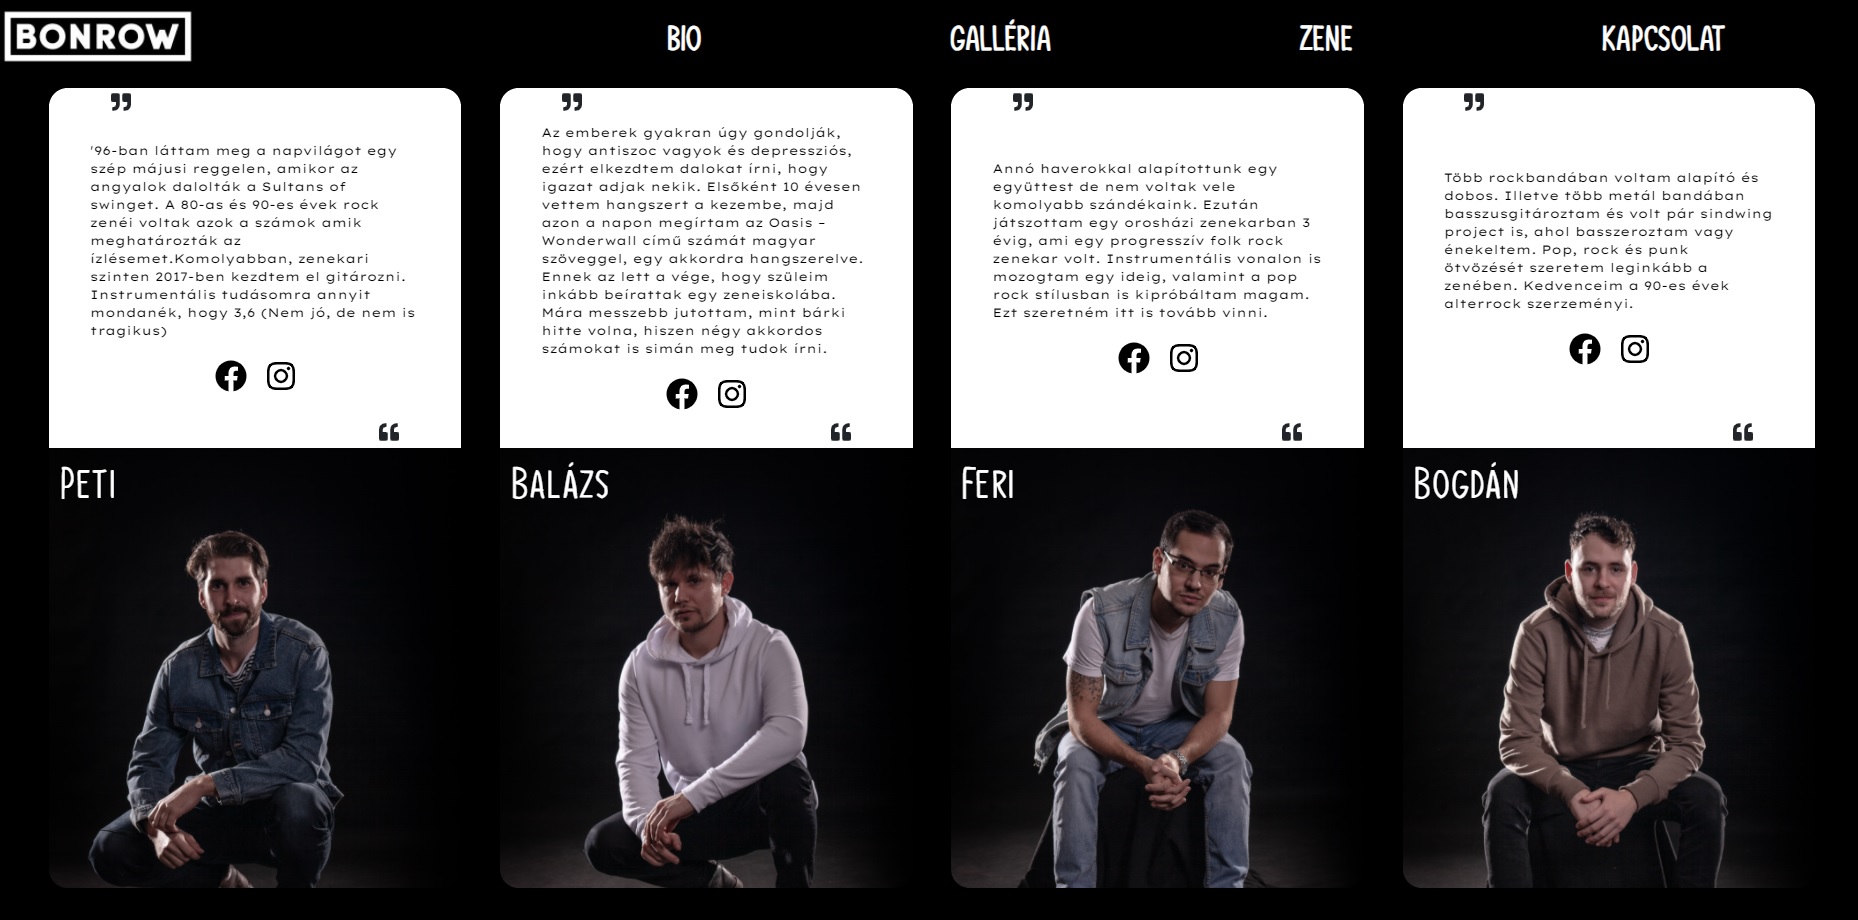 BONROW
BIO
GALLÉRIA
ZENE
KAPCSOLAT
”
'96-ban láttam meg a napvilágot egy
szép májusi reggelen, amikor az
angyalok dalolták a Sultans of
swinget. A 80-as és 90-es évek rock
zenéi voltak azok a számok amik
meghatározták az
ízlésemet.Komolyabban, zenekari
szinten 2017-ben kezdtem el gitározni.
Instrumentális tudásomra annyit
mondanék, hogy 3,6 (Nem jó, de nem is
tragikus)
“
PETI
”
Az emberek gyakran úgy gondolják,
hogy antiszoc vagyok és depressziós,
ezért elkezdtem dalokat írni, hogy
igazat adjak nekik. Elsőként 10 évesen
vettem hangszert a kezembe, majd
azon a napon megírtam az Oasis –
Wonderwall című számát magyar
szöveggel, egy akkordra hangszerelve.
Ennek az lett a vége, hogy szüleim
inkább beírattak egy zeneiskolába.
Mára messzebb jutottam, mint bárki
hitte volna, hiszen négy akkordos
számokat is simán meg tudok írni.
“
BALÁZS
”
Annó haverokkal alapítottunk egy
együttest de nem voltak vele
komolyabb szándékaink. Ezután
játszottam egy orosházi zenekarban 3
évig, ami egy progresszív folk rock
zenekar volt. Instrumentális vonalon is
mozogtam egy ideig, valamint a pop
rock stílusban is kipróbáltam magam.
Ezt szeretném itt is tovább vinni.
“
FERI
”
Több rockbandában voltam alapító és
dobos. Illetve több metál bandában
basszusgitároztam és volt pár sindwing
project is, ahol basszeroztam vagy
énekeltem. Pop, rock és punk
ötvözését szeretem leginkább a
zenében. Kedvenceim a 90-es évek
alterrock szerzeményi.
“
BOGDÁN